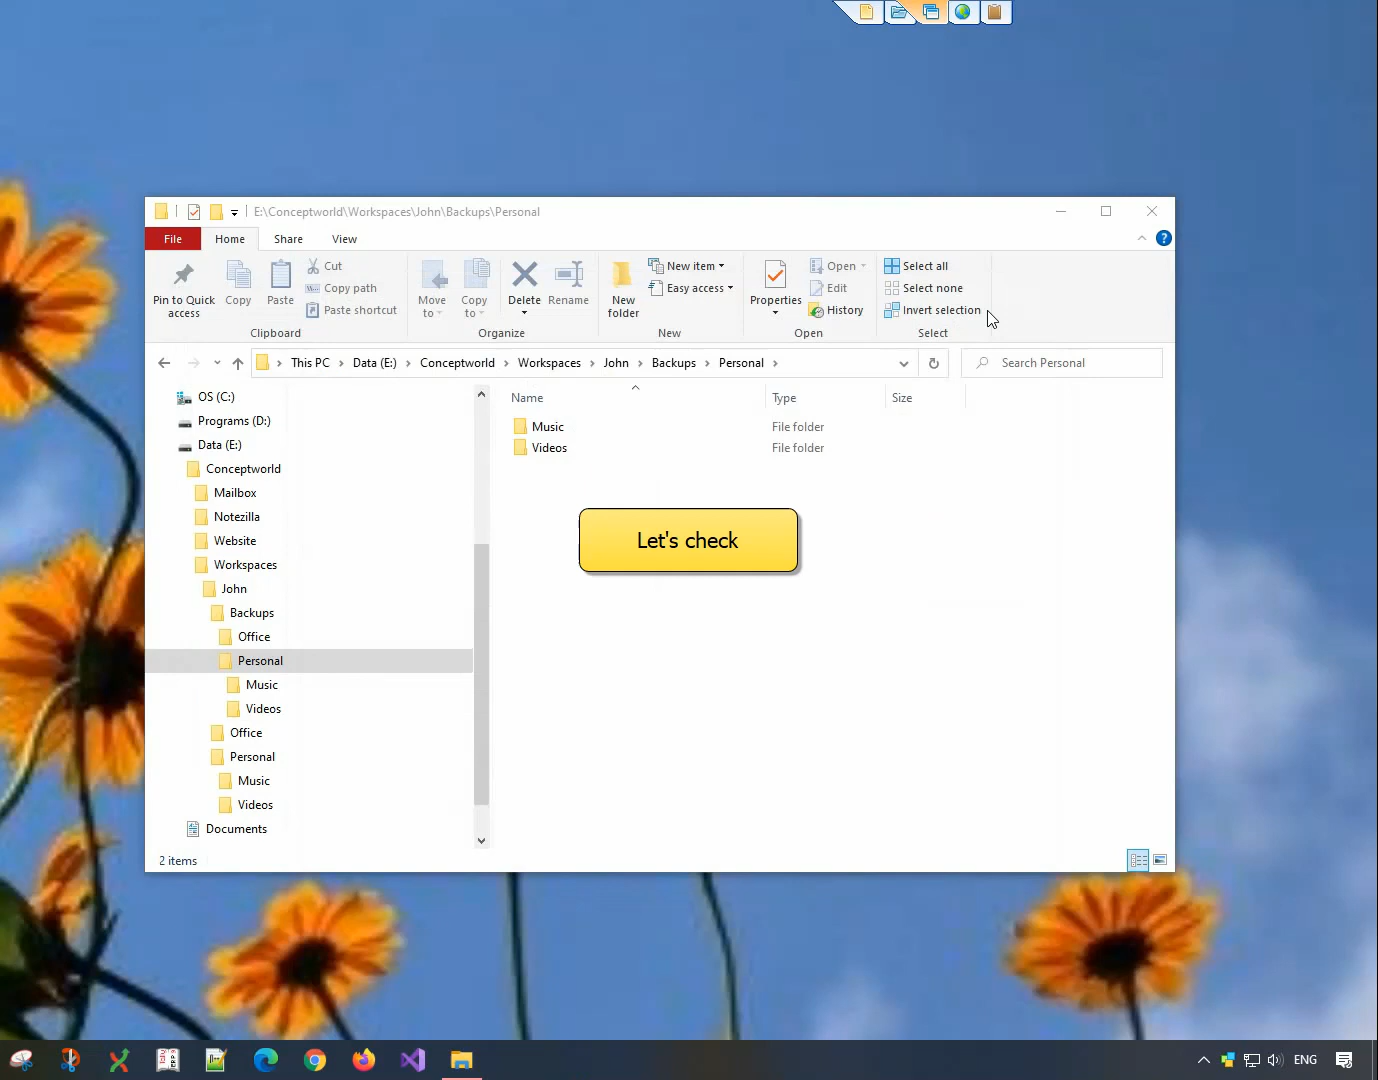 E:\Conceptworld\Workspaces\John\Backups\Personal
File Home Share View
Pin to Quick access
Copy
Paste
Cut
Copy path
Paste shortcut
Clipboard
Move to
Copy to
Delete
Rename
Organize
New folder
New item
Easy access
New
Properties
Open
Edit
History
Open
Select all
Select none
Invert selection
Select
This PC > Data (E:) > Conceptworld > Workspaces > John > Backups > Personal >
Search Personal
OS (C:)
Programs (D:)
Data (E:)
Conceptworld
Mailbox
Notezilla
Website
Workspaces
John
Backups
Office
Personal
Music
Videos
Office
Personal
Music
Videos
Documents
Name Type Size
Music File folder
Videos File folder
Let's check
2 items
ENG